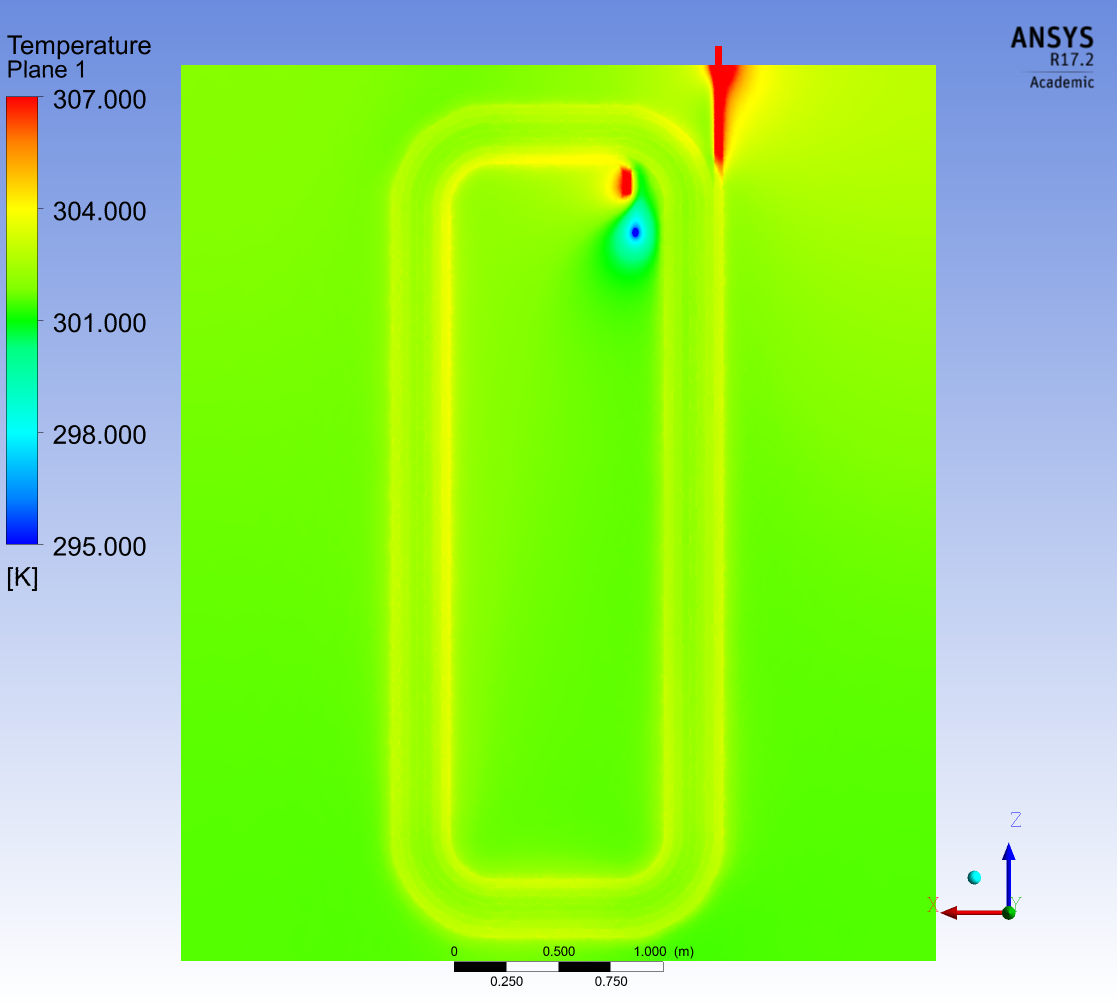 Temperature
Plane 1
307.000
304.000
301.000
298.000
295.000
[K]
ANSYS
R17.2
Academic
Z
X
Y
0 0.500 1.000 (m)
0.250 0.750